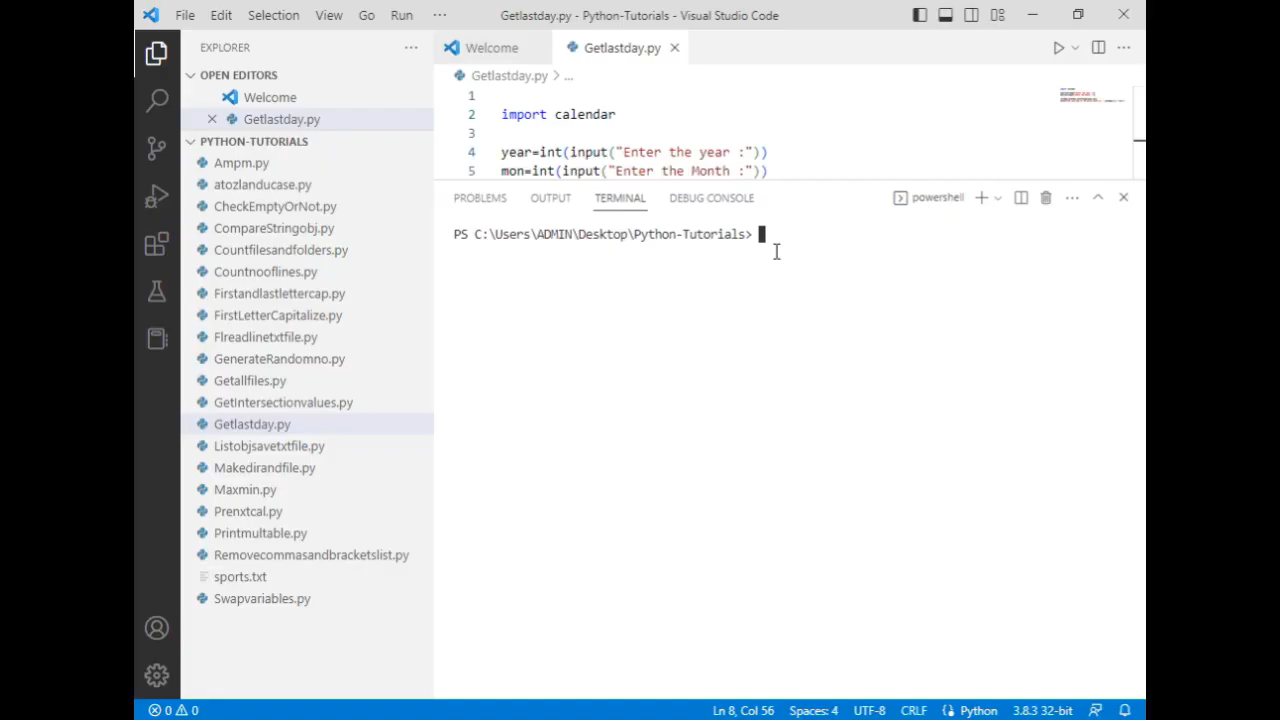 File Edit Selection View Go Run ··· Getlastday.py - Python-Tutorials - Visual Studio Code
EXPLORER ···
OPEN EDITORS
Welcome
Getlastday.py
PYTHON-TUTORIALS
Ampm.py
atozlanducase.py
CheckEmptyOrNot.py
CompareStringobj.py
Countfilesandfolders.py
Countnooflines.py
Firstandlastlettercap.py
FirstLetterCapitalize.py
Flreadlinetxtfile.py
GenerateRandomno.py
Getallfiles.py
GetIntersectionvalues.py
Getlastday.py
Listobjsavetxtfile.py
Makedirandfile.py
Maxmin.py
Prenxtcal.py
Printmultable.py
Removecommasandbracketslist.py
sports.txt
Swapvariables.py
Welcome Getlastday.py
Getlastday.py > ...
1
2 import calendar
3
4 year=int(input("Enter the year :"))
5 mon=int(input("Enter the Month :"))
PROBLEMS OUTPUT TERMINAL DEBUG CONSOLE powershell
PS C:\Users\ADMIN\Desktop\Python-Tutorials>
0 0 Ln 8, Col 56 Spaces: 4 UTF-8 CRLF Python 3.8.3 32-bit